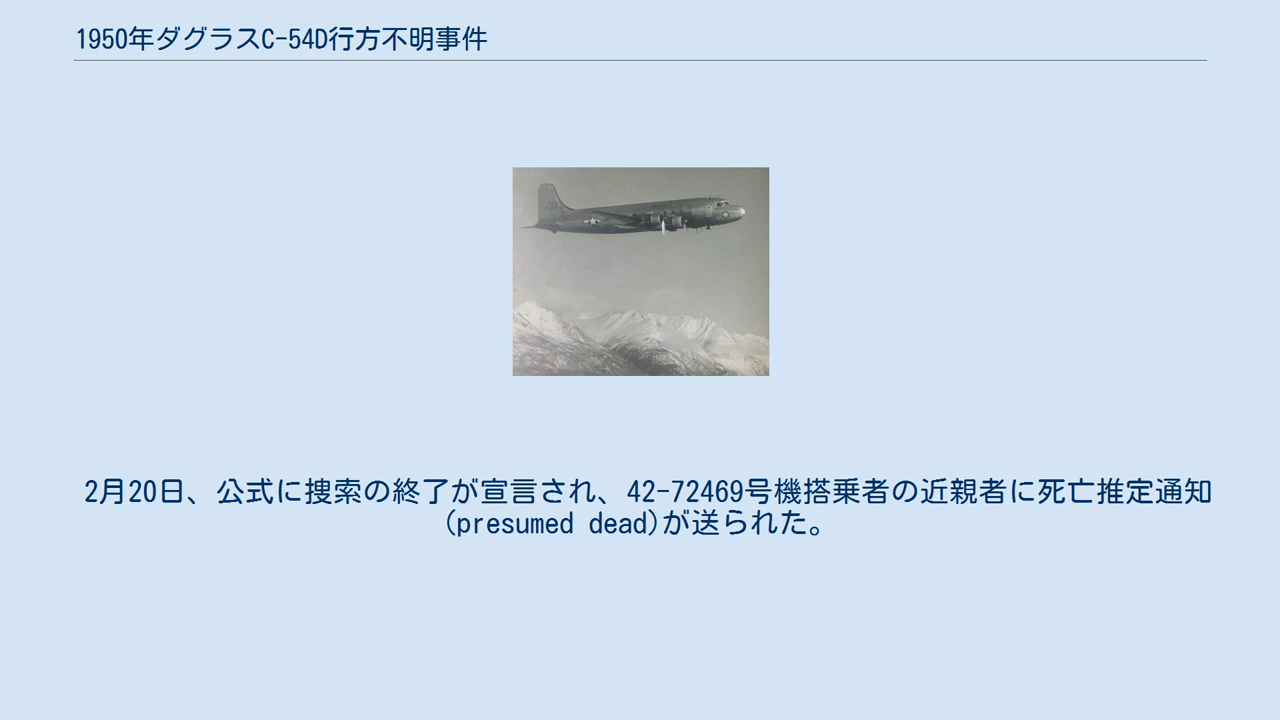 1950年ダグラスC-54D行方不明事件
2月20日、公式に捜索の終了が宣言され、42-72469号機搭乗者の近親者に死亡推定通知
(presumed dead)が送られた。